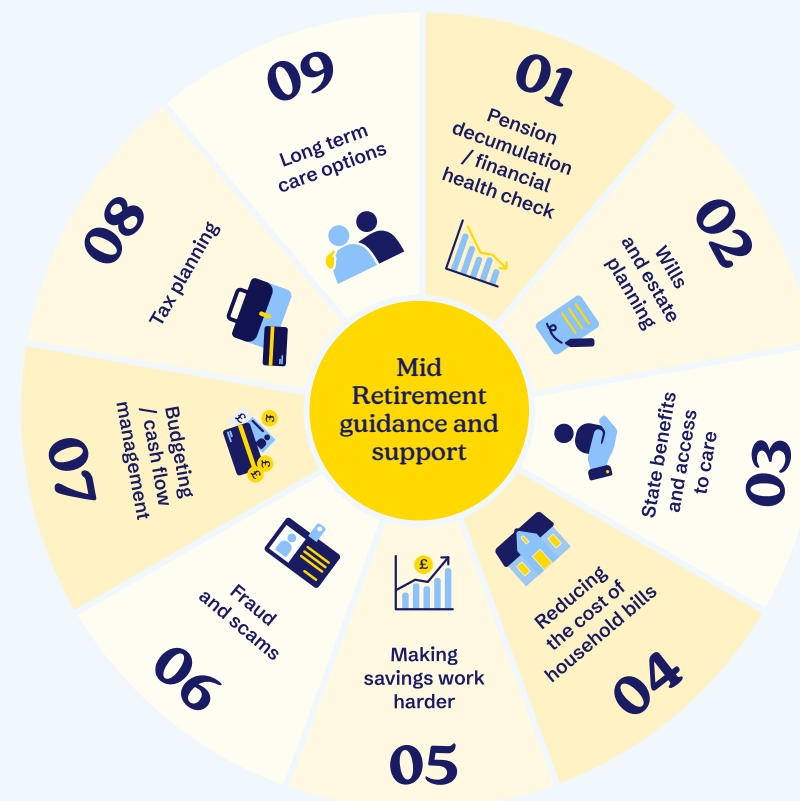 Mid
Retirement
guidance and
support
01
Pension
decumulation
/ financial
health check
02
Wills
and estate
planning
03
State benefits
and access
to care
04
Reducing
the cost of
household bills
05
£
Making
savings work
harder
06
Fraud
and scams
07
Budgeting
/ cash flow
management
£
£
£
£
08
Tax planning
09
Long term
care options